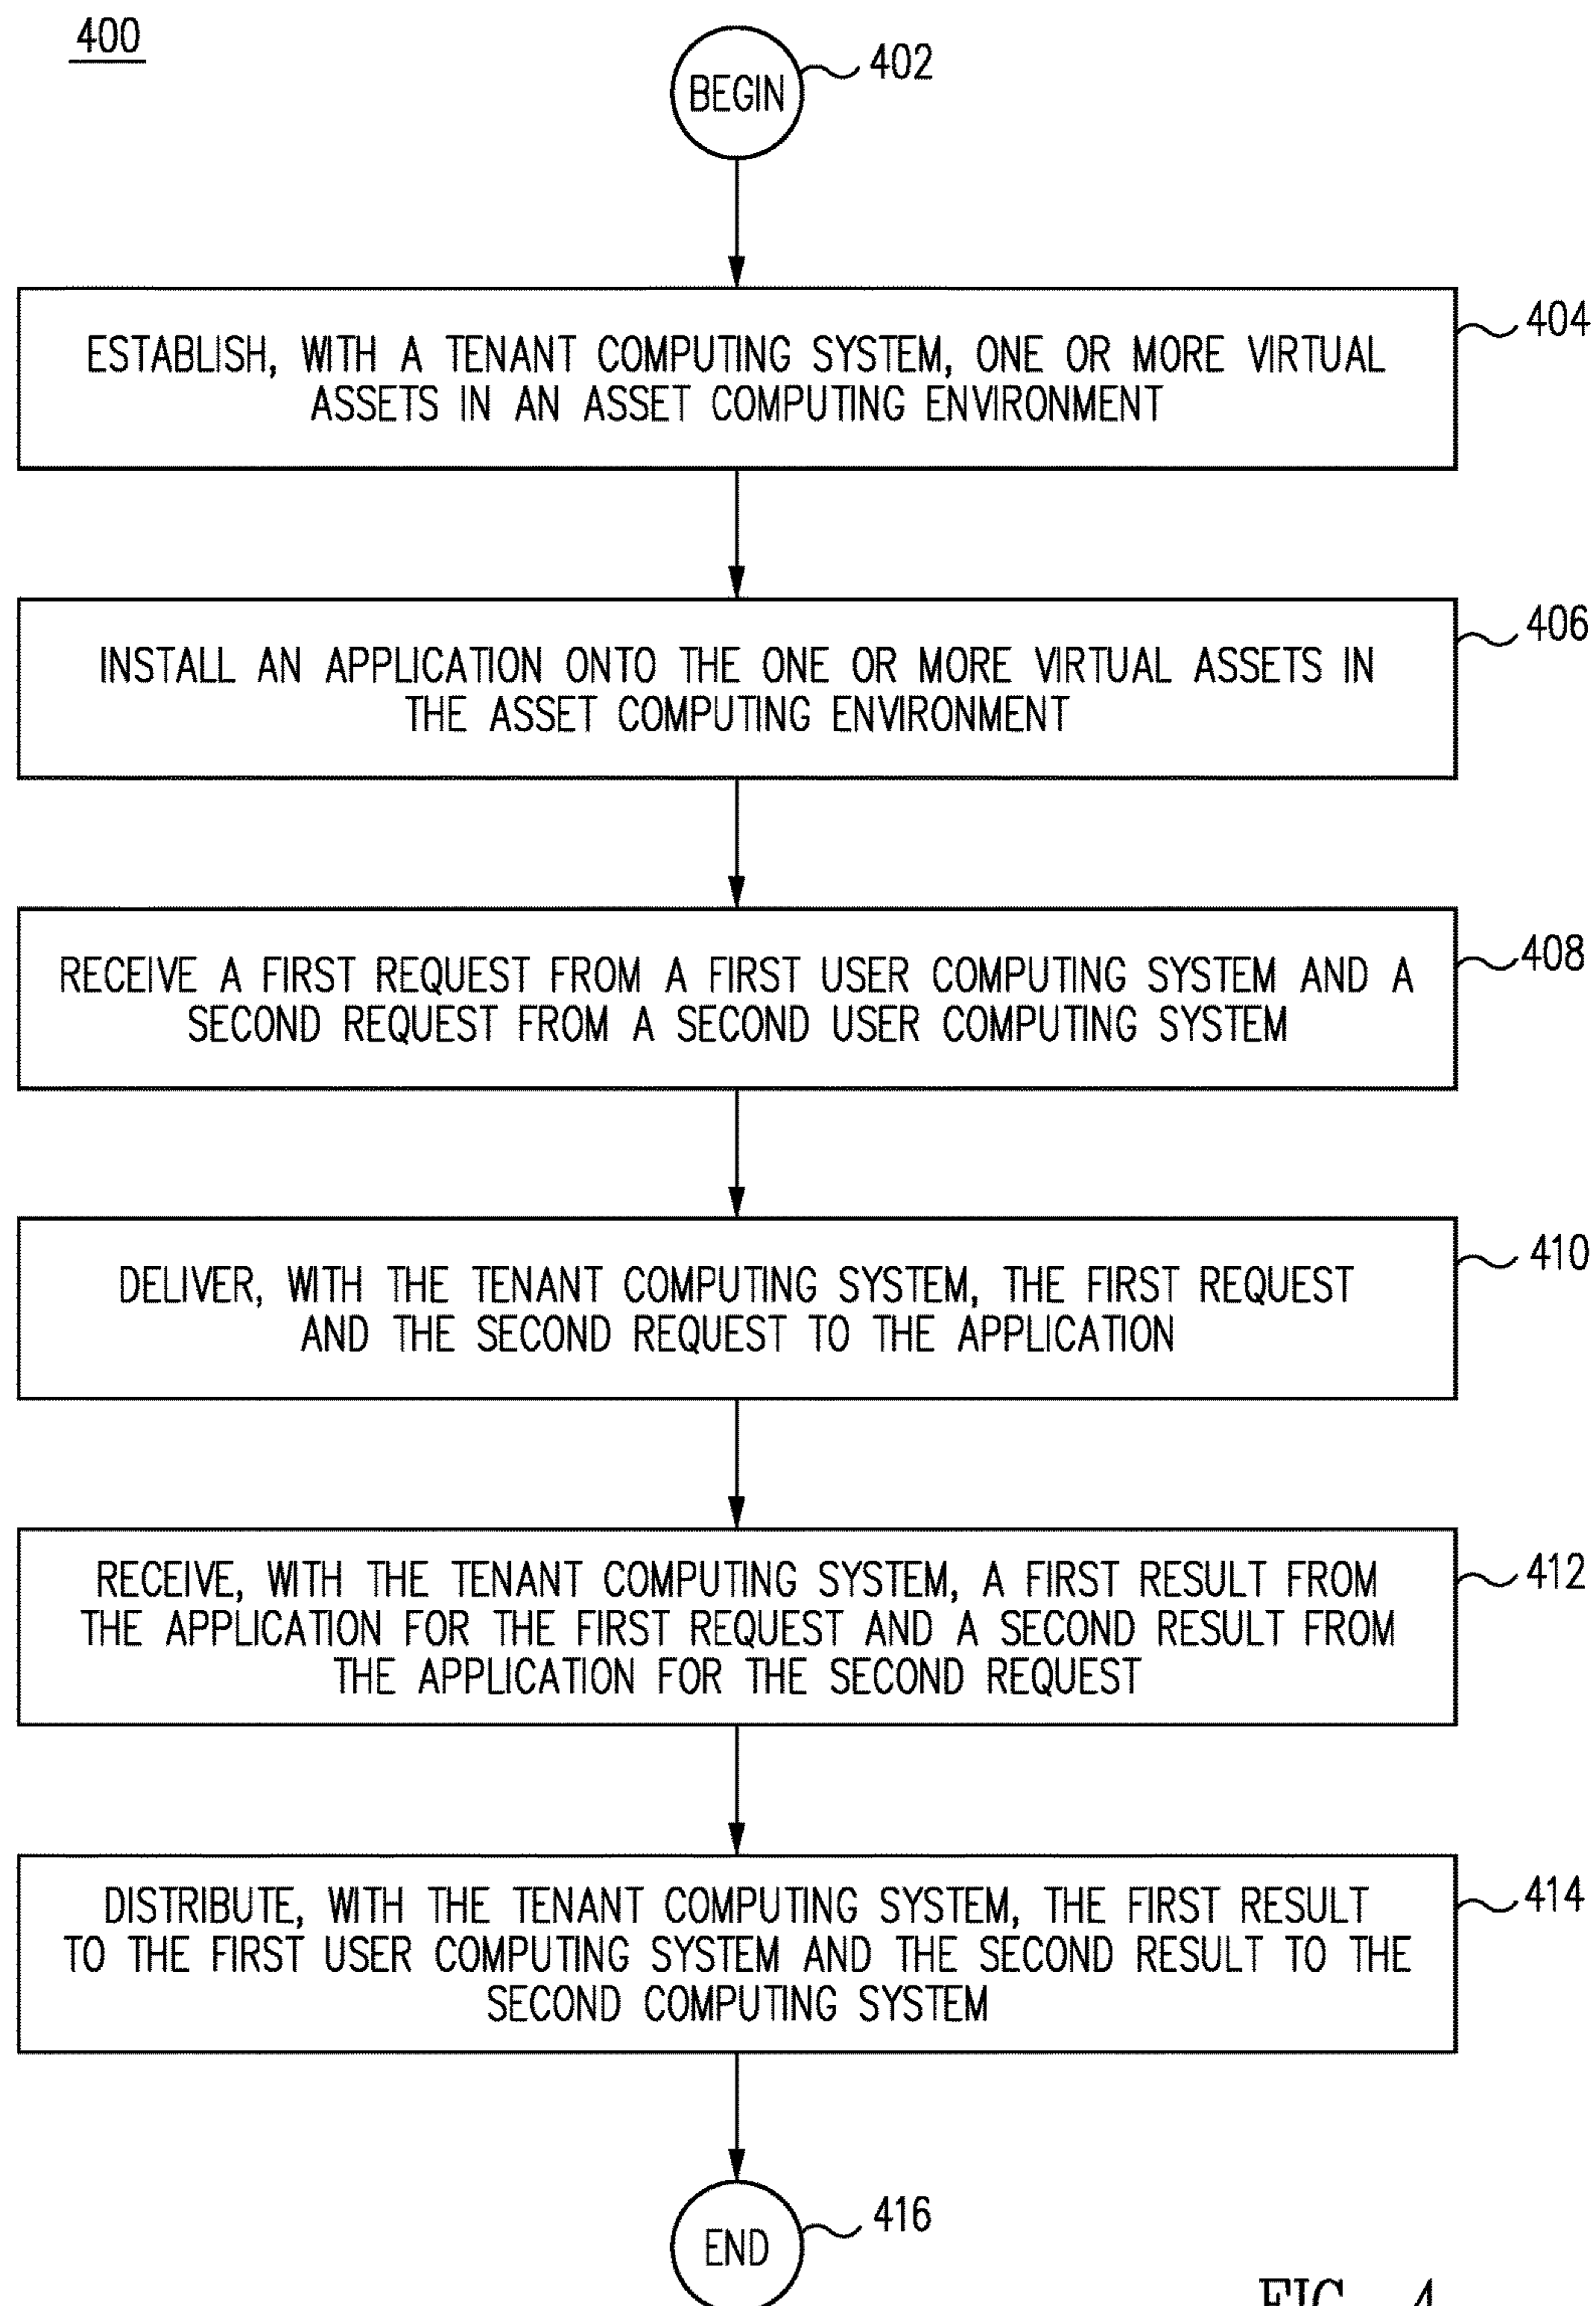 400
BEGIN
402
ESTABLISH, WITH A TENANT COMPUTING SYSTEM, ONE OR MORE VIRTUAL
ASSETS IN AN ASSET COMPUTING ENVIRONMENT
404
INSTALL AN APPLICATION ONTO THE ONE OR MORE VIRTUAL ASSETS IN
THE ASSET COMPUTING ENVIRONMENT
406
RECEIVE A FIRST REQUEST FROM A FIRST USER COMPUTING SYSTEM AND A
SECOND REQUEST FROM A SECOND USER COMPUTING SYSTEM
408
DELIVER, WITH THE TENANT COMPUTING SYSTEM, THE FIRST REQUEST
AND THE SECOND REQUEST TO THE APPLICATION
410
RECEIVE, WITH THE TENANT COMPUTING SYSTEM, A FIRST RESULT FROM
THE APPLICATION FOR THE FIRST REQUEST AND A SECOND RESULT FROM
THE APPLICATION FOR THE SECOND REQUEST
412
DISTRIBUTE, WITH THE TENANT COMPUTING SYSTEM, THE FIRST RESULT
TO THE FIRST USER COMPUTING SYSTEM AND THE SECOND RESULT TO THE
SECOND COMPUTING SYSTEM
414
END
416
FIG. 4